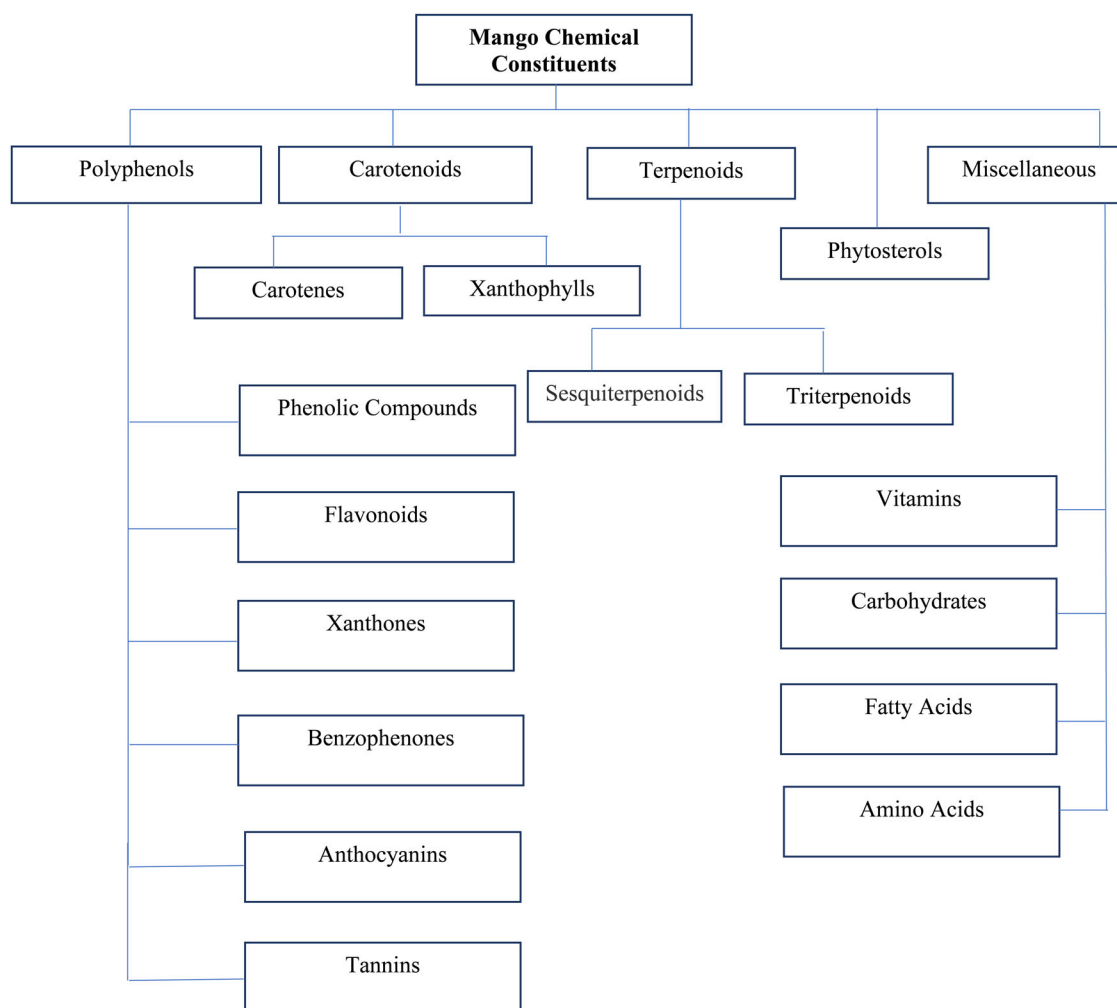 Mango Chemical
Constituents
Polyphenols
Carotenoids
Terpenoids
Miscellaneous
Phytosterols
Carotenes
Xanthophylls
Sesquiterpenoids
Triterpenoids
Phenolic Compounds
Flavonoids
Xanthones
Benzophenones
Anthocyanins
Tannins
Vitamins
Carbohydrates
Fatty Acids
Amino Acids